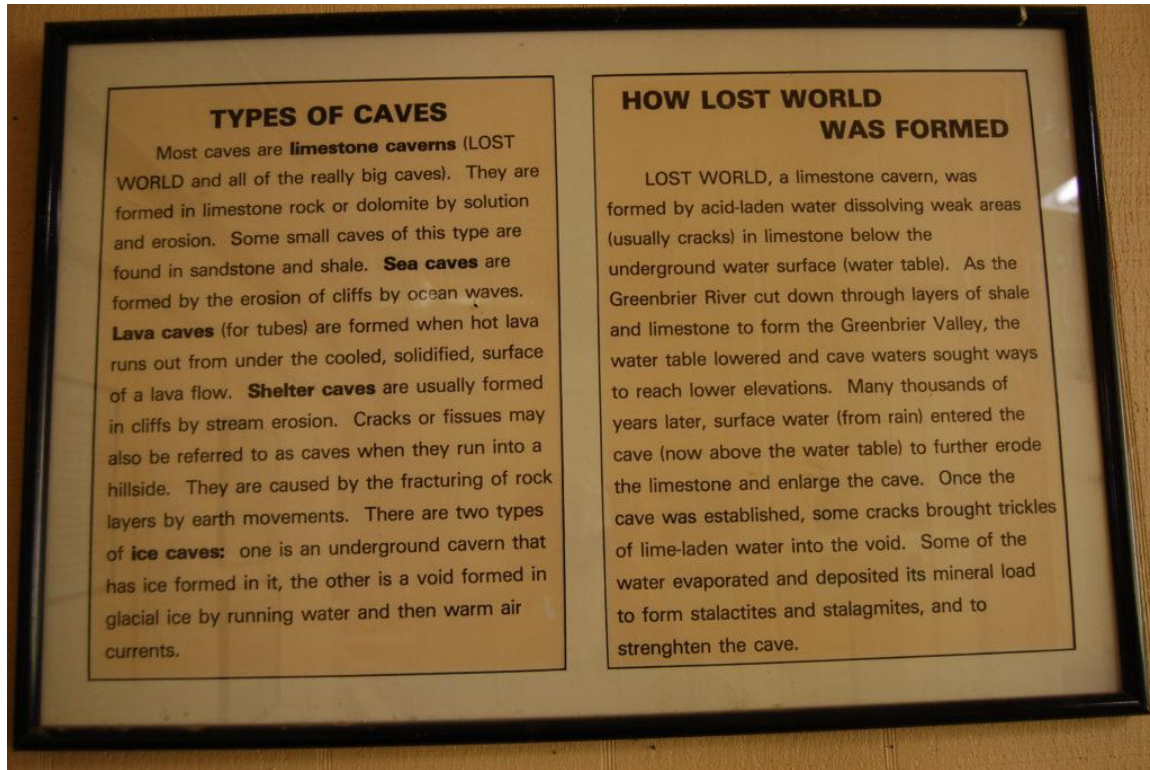 TYPES OF CAVES
Most caves are limestone caverns (LOST
WORLD and all of the really big caves). They are
formed in limestone rock or dolomite by solution
and erosion. Some small caves of this type are
found in sandstone and shale. Sea caves are
formed by the erosion of cliffs by ocean waves.
Lava caves (for tubes) are formed when hot lava
runs out from under the cooled, solidified, surface
of a lava flow. Shelter caves are usually formed
in cliffs by stream erosion. Cracks or fissues may
also be referred to as caves when they run into a
hillside. They are caused by the fracturing of rock
layers by earth movements. There are two types
of ice caves: one is an underground cavern that
has ice formed in it, the other is a void formed in
glacial ice by running water and then warm air
currents.
HOW LOST WORLD
WAS FORMED
LOST WORLD, a limestone cavern, was
formed by acid-laden water dissolving weak areas
(usually cracks) in limestone below the
underground water surface (water table). As the
Greenbrier River cut down through layers of shale
and limestone to form the Greenbrier Valley, the
water table lowered and cave waters sought ways
to reach lower elevations. Many thousands of
years later, surface water (from rain) entered the
cave (now above the water table) to further erode
the limestone and enlarge the cave. Once the
cave was established, some cracks brought trickles
of lime-laden water into the void. Some of the
water evaporated and deposited its mineral load
to form stalactites and stalagmites, and to
strenghten the cave.